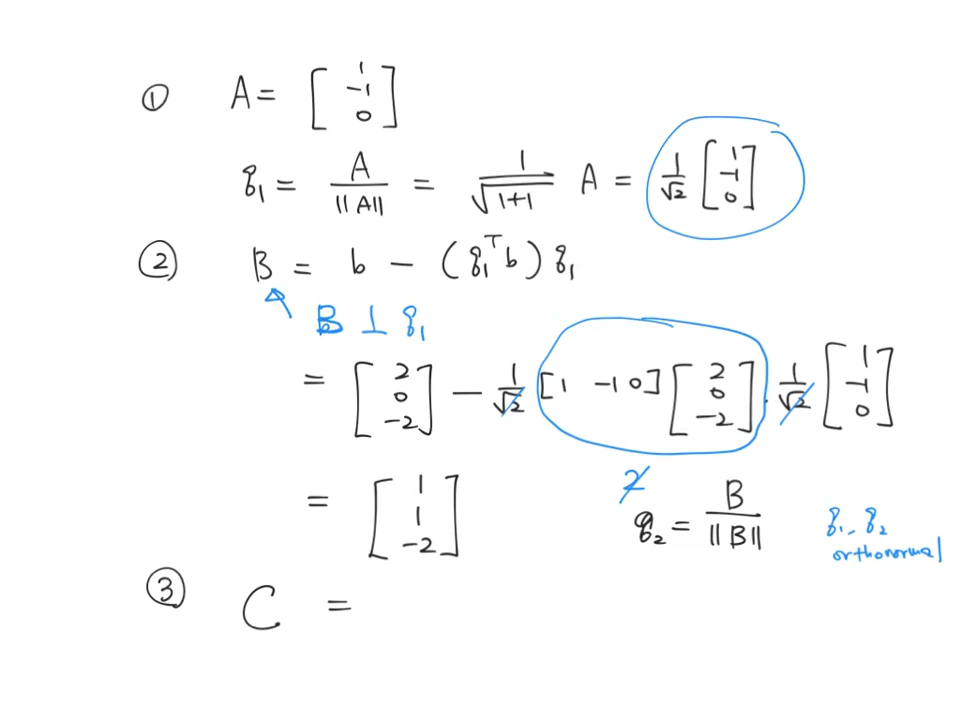 ① A = [ 1 -1 0 ]
q₁ = A / ||A|| = 1 / √(1+1) A = 1/√2 [ 1 -1 0 ]
② B = b − (q₁ᵀ b) q₁
B ⊥ q₁
= [ 2 0 -2 ] − 1/√2 [1 -1 0] [ 2 0 -2 ] · 1/√2 [ 1 -1 0 ]
2
= [ 1 1 -2 ] q₂ = B / ||B|| q₁, q₂
orthonormal
③ C =